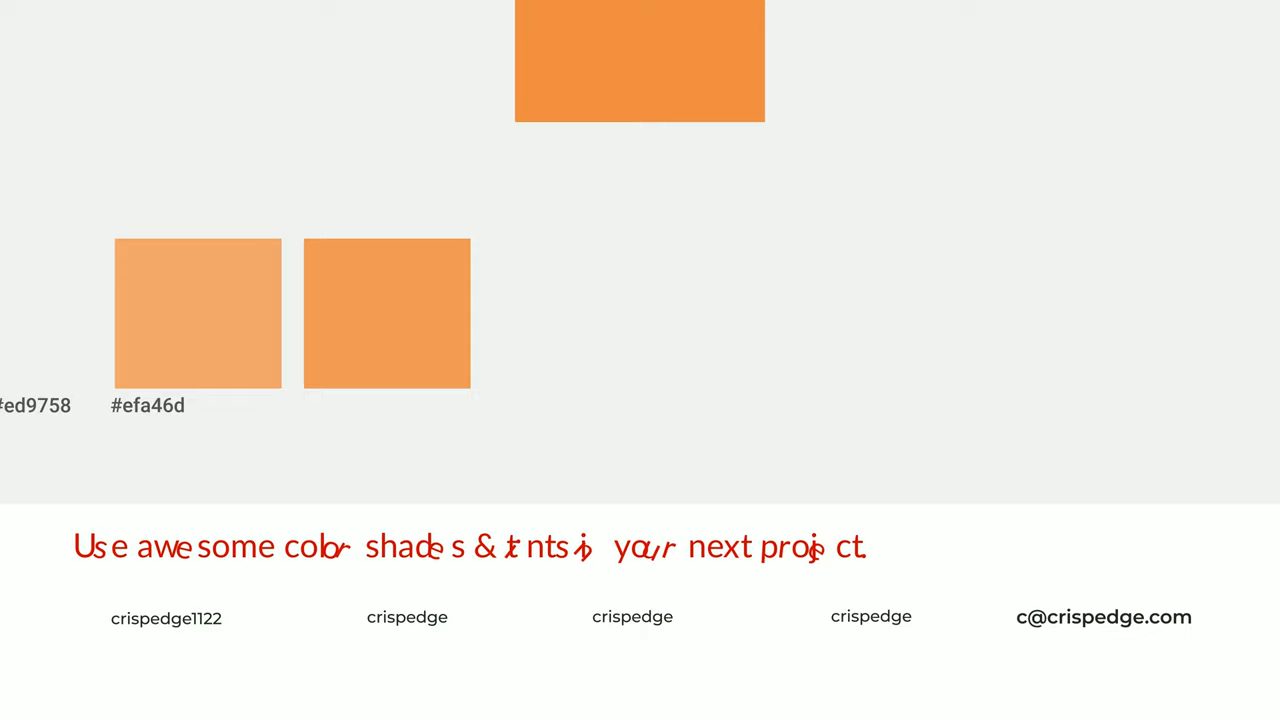 #ed9758 #efa46d
Use awesome color shades & tints in your next project.
crispedge1122 crispedge crispedge crispedge c@crispedge.com